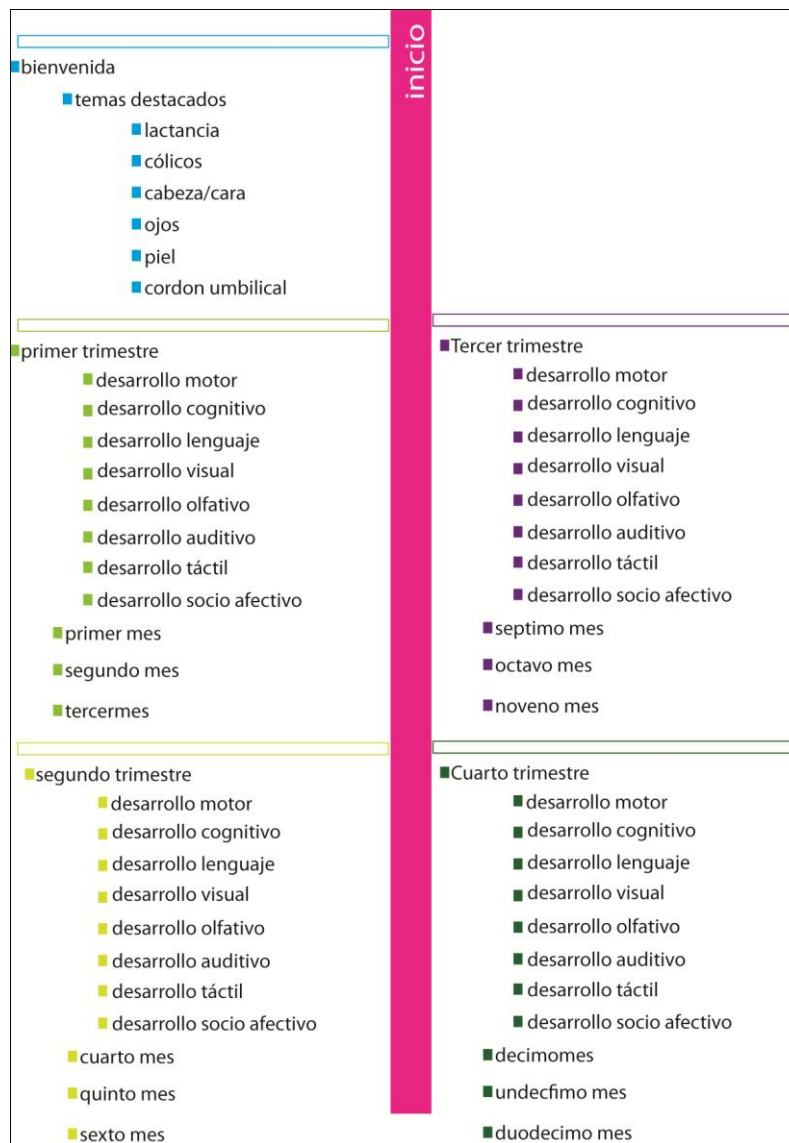 inicio
bienvenida
temas destacados
lactancia
cólicos
cabeza/cara
ojos
piel
cordon umbilical
primer trimestre
desarrollo motor
desarrollo cognitivo
desarrollo lenguaje
desarrollo visual
desarrollo olfativo
desarrollo auditivo
desarrollo táctil
desarrollo socio afectivo
primer mes
segundo mes
tercermes
segundo trimestre
desarrollo motor
desarrollo cognitivo
desarrollo lenguaje
desarrollo visual
desarrollo olfativo
desarrollo auditivo
desarrollo táctil
desarrollo socio afectivo
cuarto mes
quinto mes
sexto mes
Tercer trimestre
desarrollo motor
desarrollo cognitivo
desarrollo lenguaje
desarrollo visual
desarrollo olfativo
desarrollo auditivo
desarrollo táctil
desarrollo socio afectivo
septimo mes
octavo mes
noveno mes
Cuarto trimestre
desarrollo motor
desarrollo cognitivo
desarrollo lenguaje
desarrollo visual
desarrollo olfativo
desarrollo auditivo
desarrollo táctil
desarrollo socio afectivo
decimomes
undecfimo mes
duodecimo mes